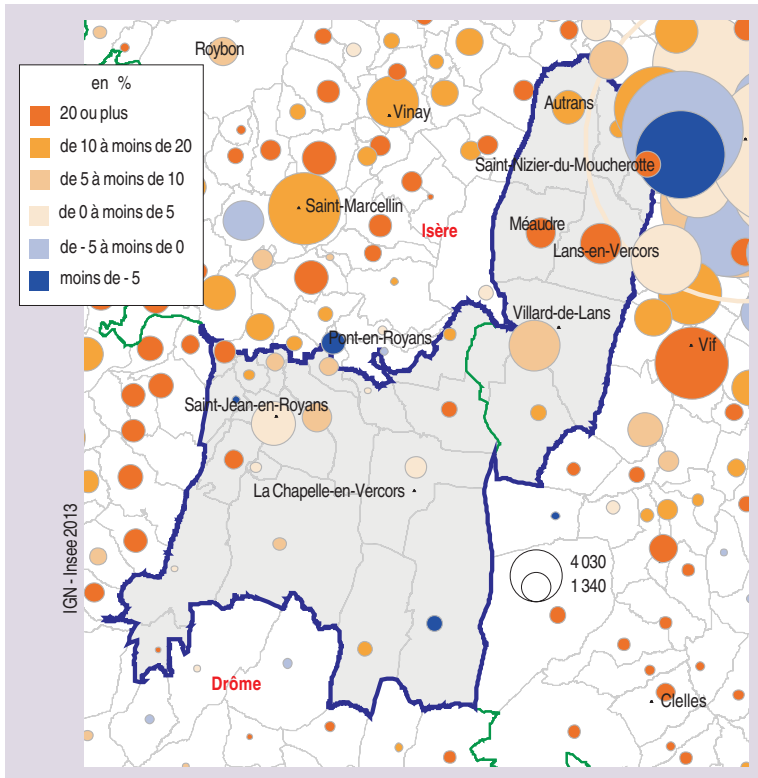 Roybon
en %
20 ou plus
de 10 à moins de 20
de 5 à moins de 10
de 0 à moins de 5
de - 5 à moins de 0
moins de - 5
Vinay
Autrans
Saint-Nizier-du-Moucherotte
Saint-Marcellin
Isère
Méaudre
Lans-en-Vercors
Villard-de-Lans
Pont-en-Royans
Vif
Saint-Jean-en-Royans
La Chapelle-en-Vercors
IGN - Insee 2013
4 030
1 340
Drôme
Clelles